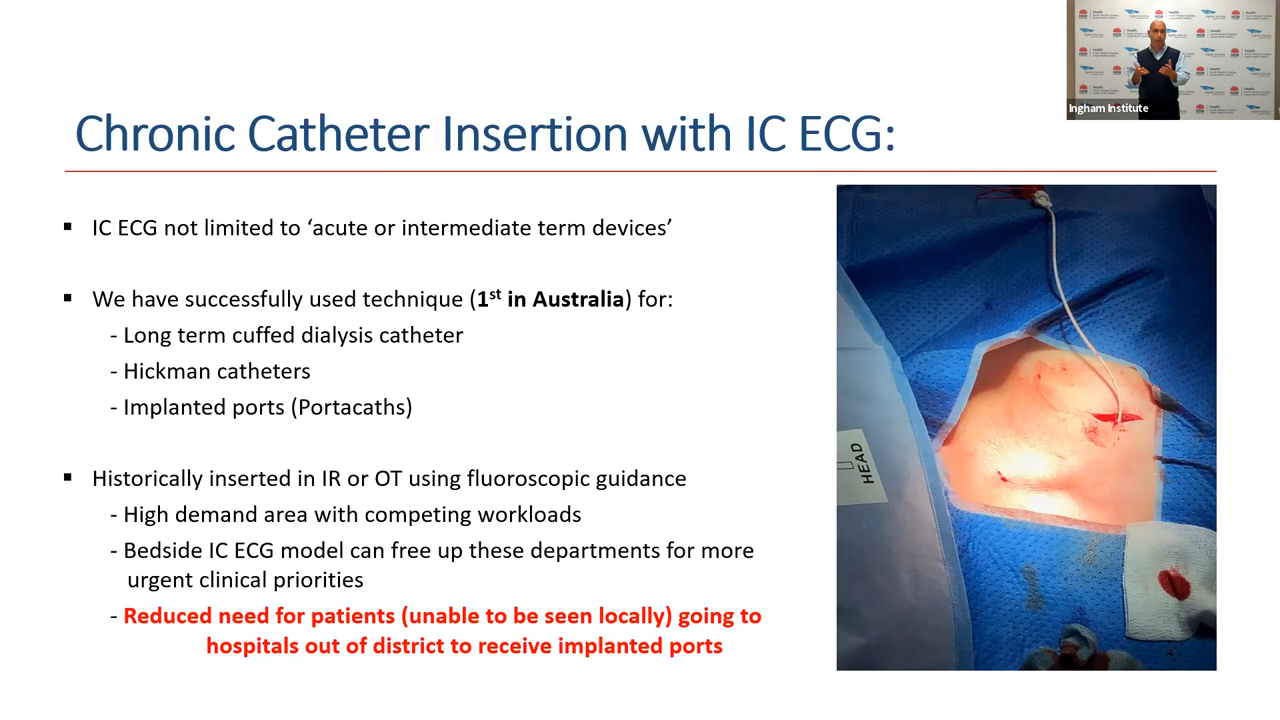 Ingham Institute
Chronic Catheter Insertion with IC ECG:
▪ IC ECG not limited to ‘acute or intermediate term devices’
▪ We have successfully used technique (1st in Australia) for:
- Long term cuffed dialysis catheter
- Hickman catheters
- Implanted ports (Portacaths)
▪ Historically inserted in IR or OT using fluoroscopic guidance
- High demand area with competing workloads
- Bedside IC ECG model can free up these departments for more
urgent clinical priorities
- Reduced need for patients (unable to be seen locally) going to
hospitals out of district to receive implanted ports
HEAD